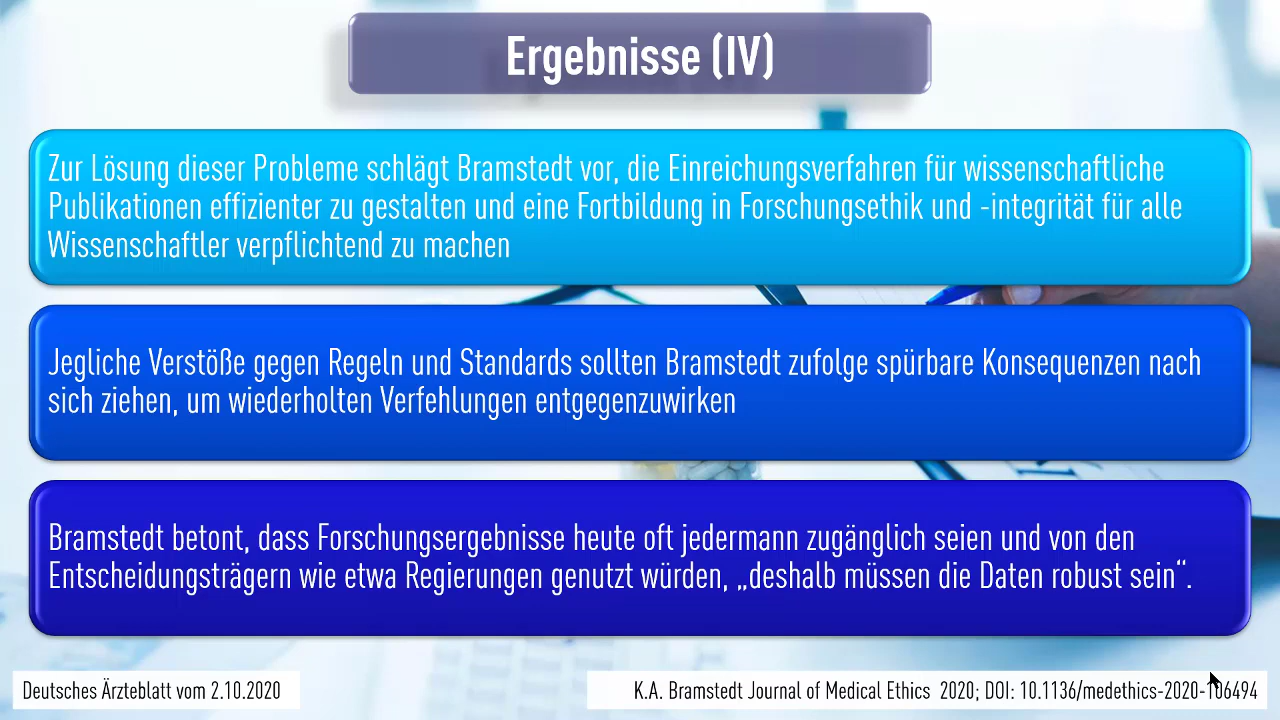 Ergebnisse (IV)
Zur Lösung dieser Probleme schlägt Bramstedt vor, die Einreichungsverfahren für wissenschaftliche
Publikationen effizienter zu gestalten und eine Fortbildung in Forschungsethik und -integrität für alle
Wissenschaftler verpflichtend zu machen
Jegliche Verstöße gegen Regeln und Standards sollten Bramstedt zufolge spürbare Konsequenzen nach
sich ziehen, um wiederholten Verfehlungen entgegenzuwirken
Bramstedt betont, dass Forschungsergebnisse heute oft jedermann zugänglich seien und von den
Entscheidungsträgern wie etwa Regierungen genutzt würden, „deshalb müssen die Daten robust sein“.
Deutsches Ärzteblatt vom 2.10.2020
K.A. Bramstedt Journal of Medical Ethics 2020; DOI: 10.1136/medethics-2020-106494